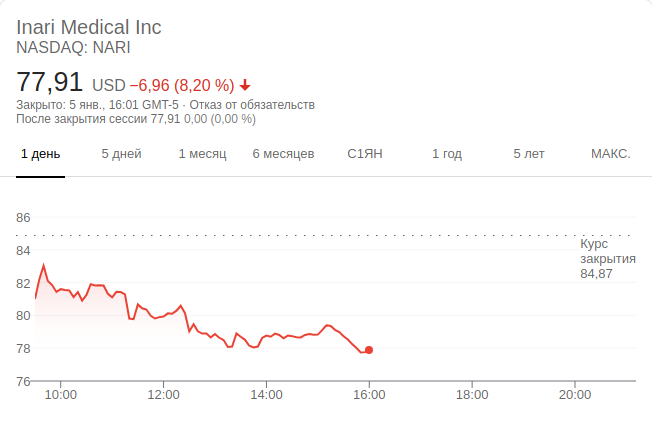 Inari Medical Inc
NASDAQ: NARI
77,91 USD −6,96 (8,20 %)
Закрыто: 5 янв., 16:01 GMT-5 · Отказ от обязательств
После закрытия сессии 77,91 0,00 (0,00 %)
1 день 5 дней 1 месяц 6 месяцев С1ЯН 1 год 5 лет МАКС.
86
84
82
80
78
76
Курс
закрытия
84,87
10:00 12:00 14:00 16:00 18:00 20:00